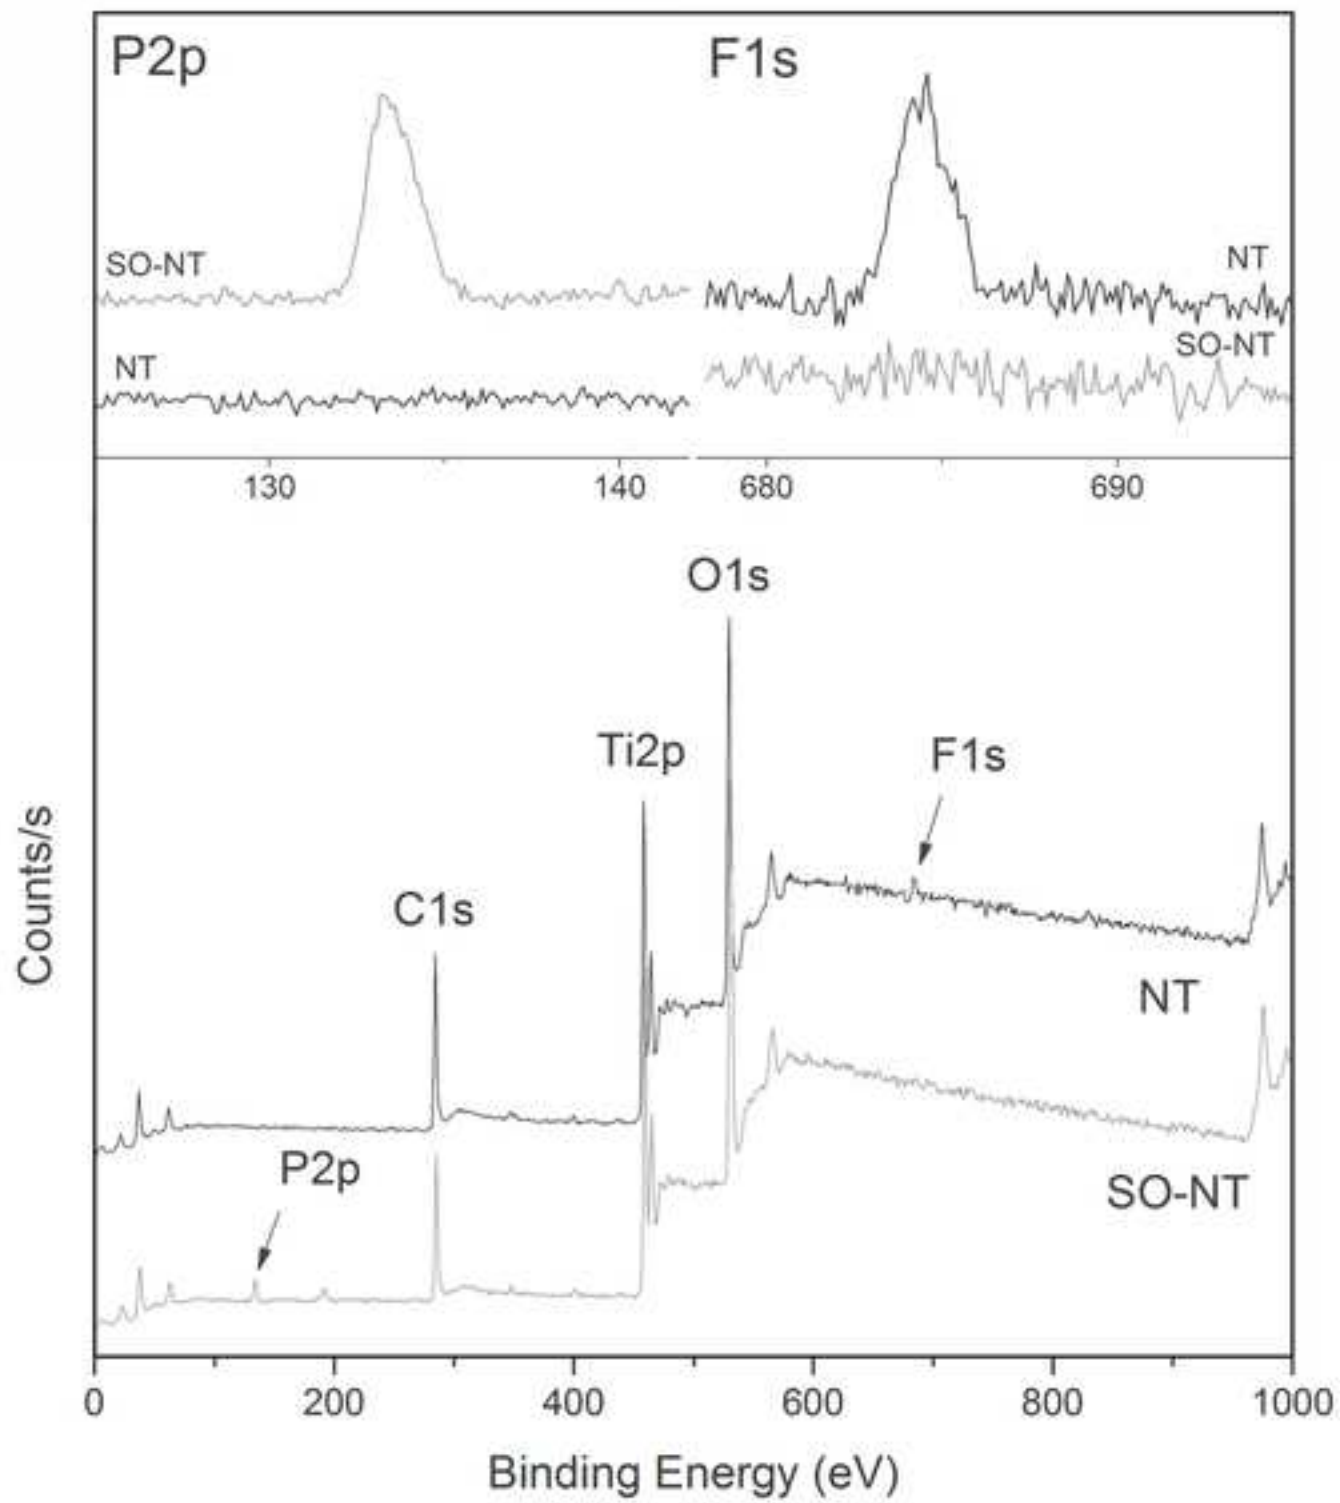 P2p
F1s
SO-NT
NT
NT
SO-NT
130
140
680
690
O1s
Ti2p
F1s
C1s
NT
P2p
SO-NT
Counts/s
0
200
400
600
800
1000
Binding Energy (eV)